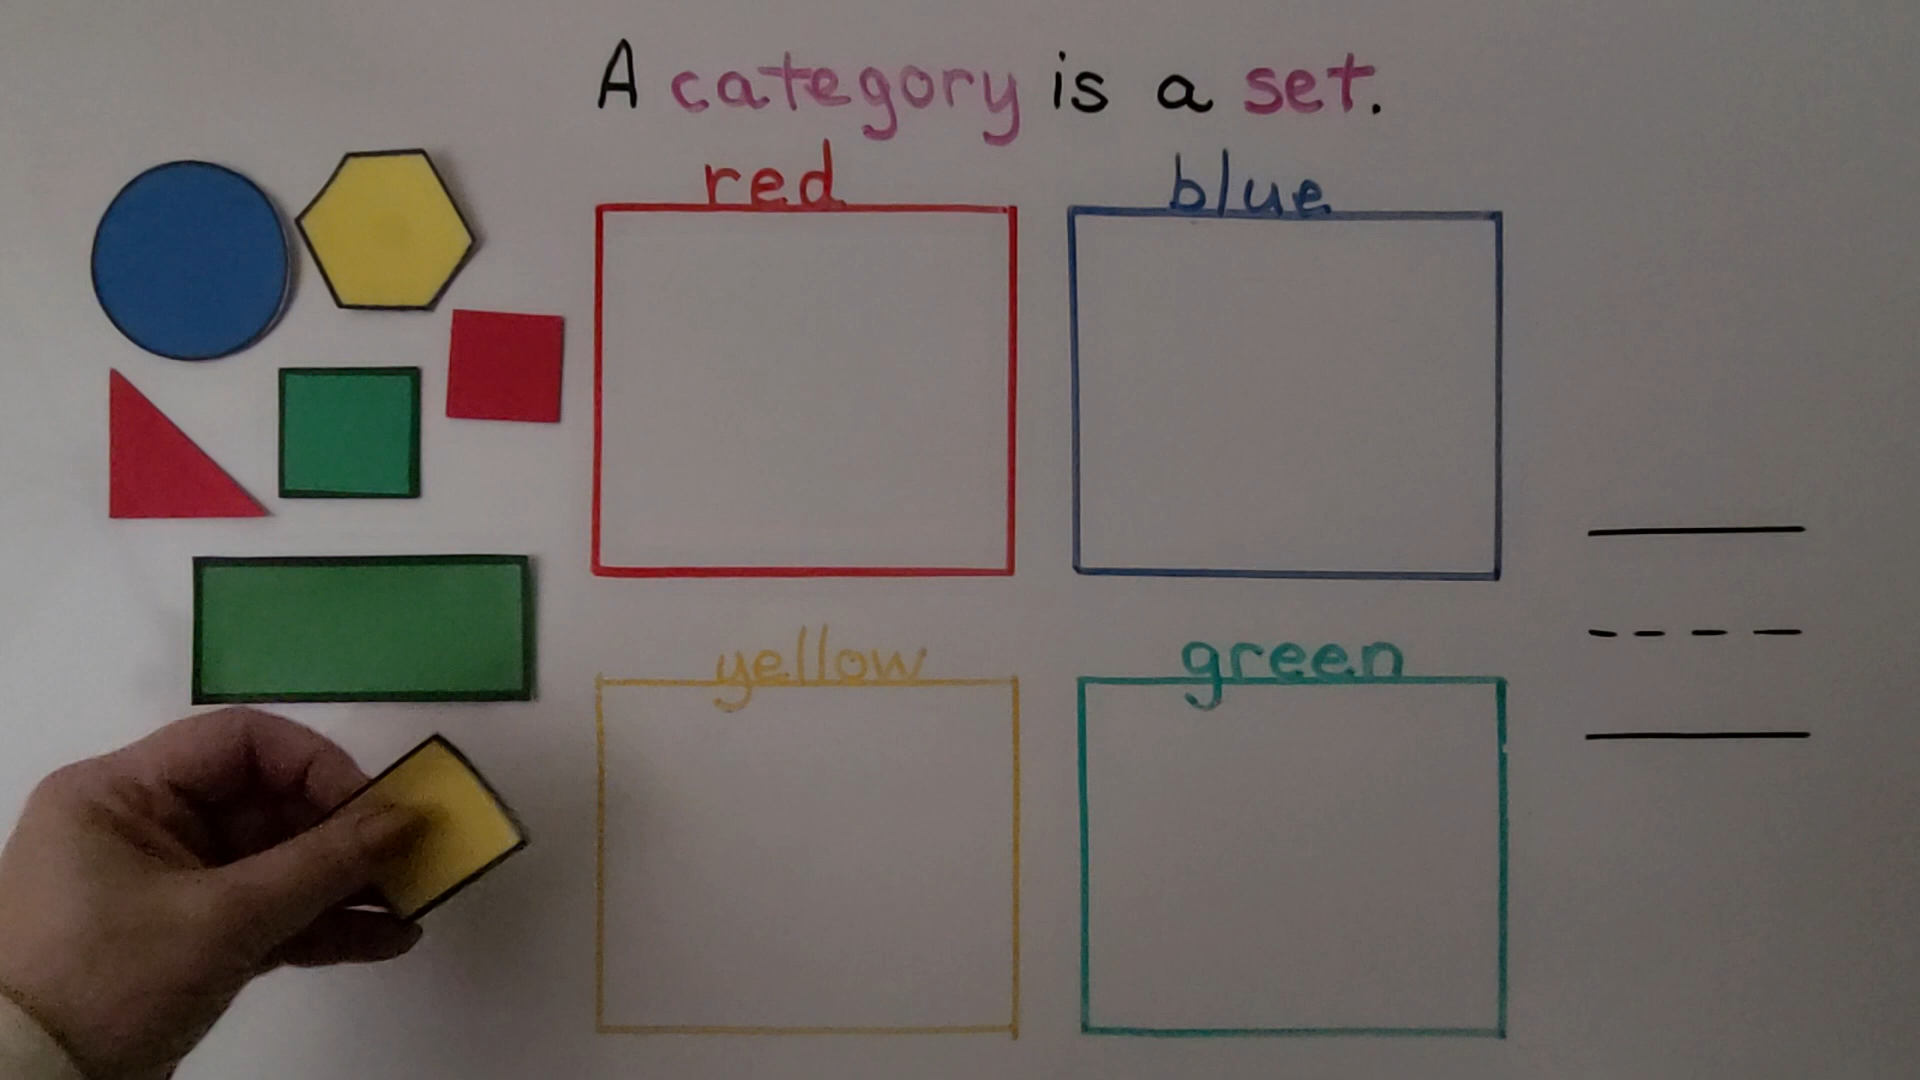 A category is a set.
red
blue
yellow
green